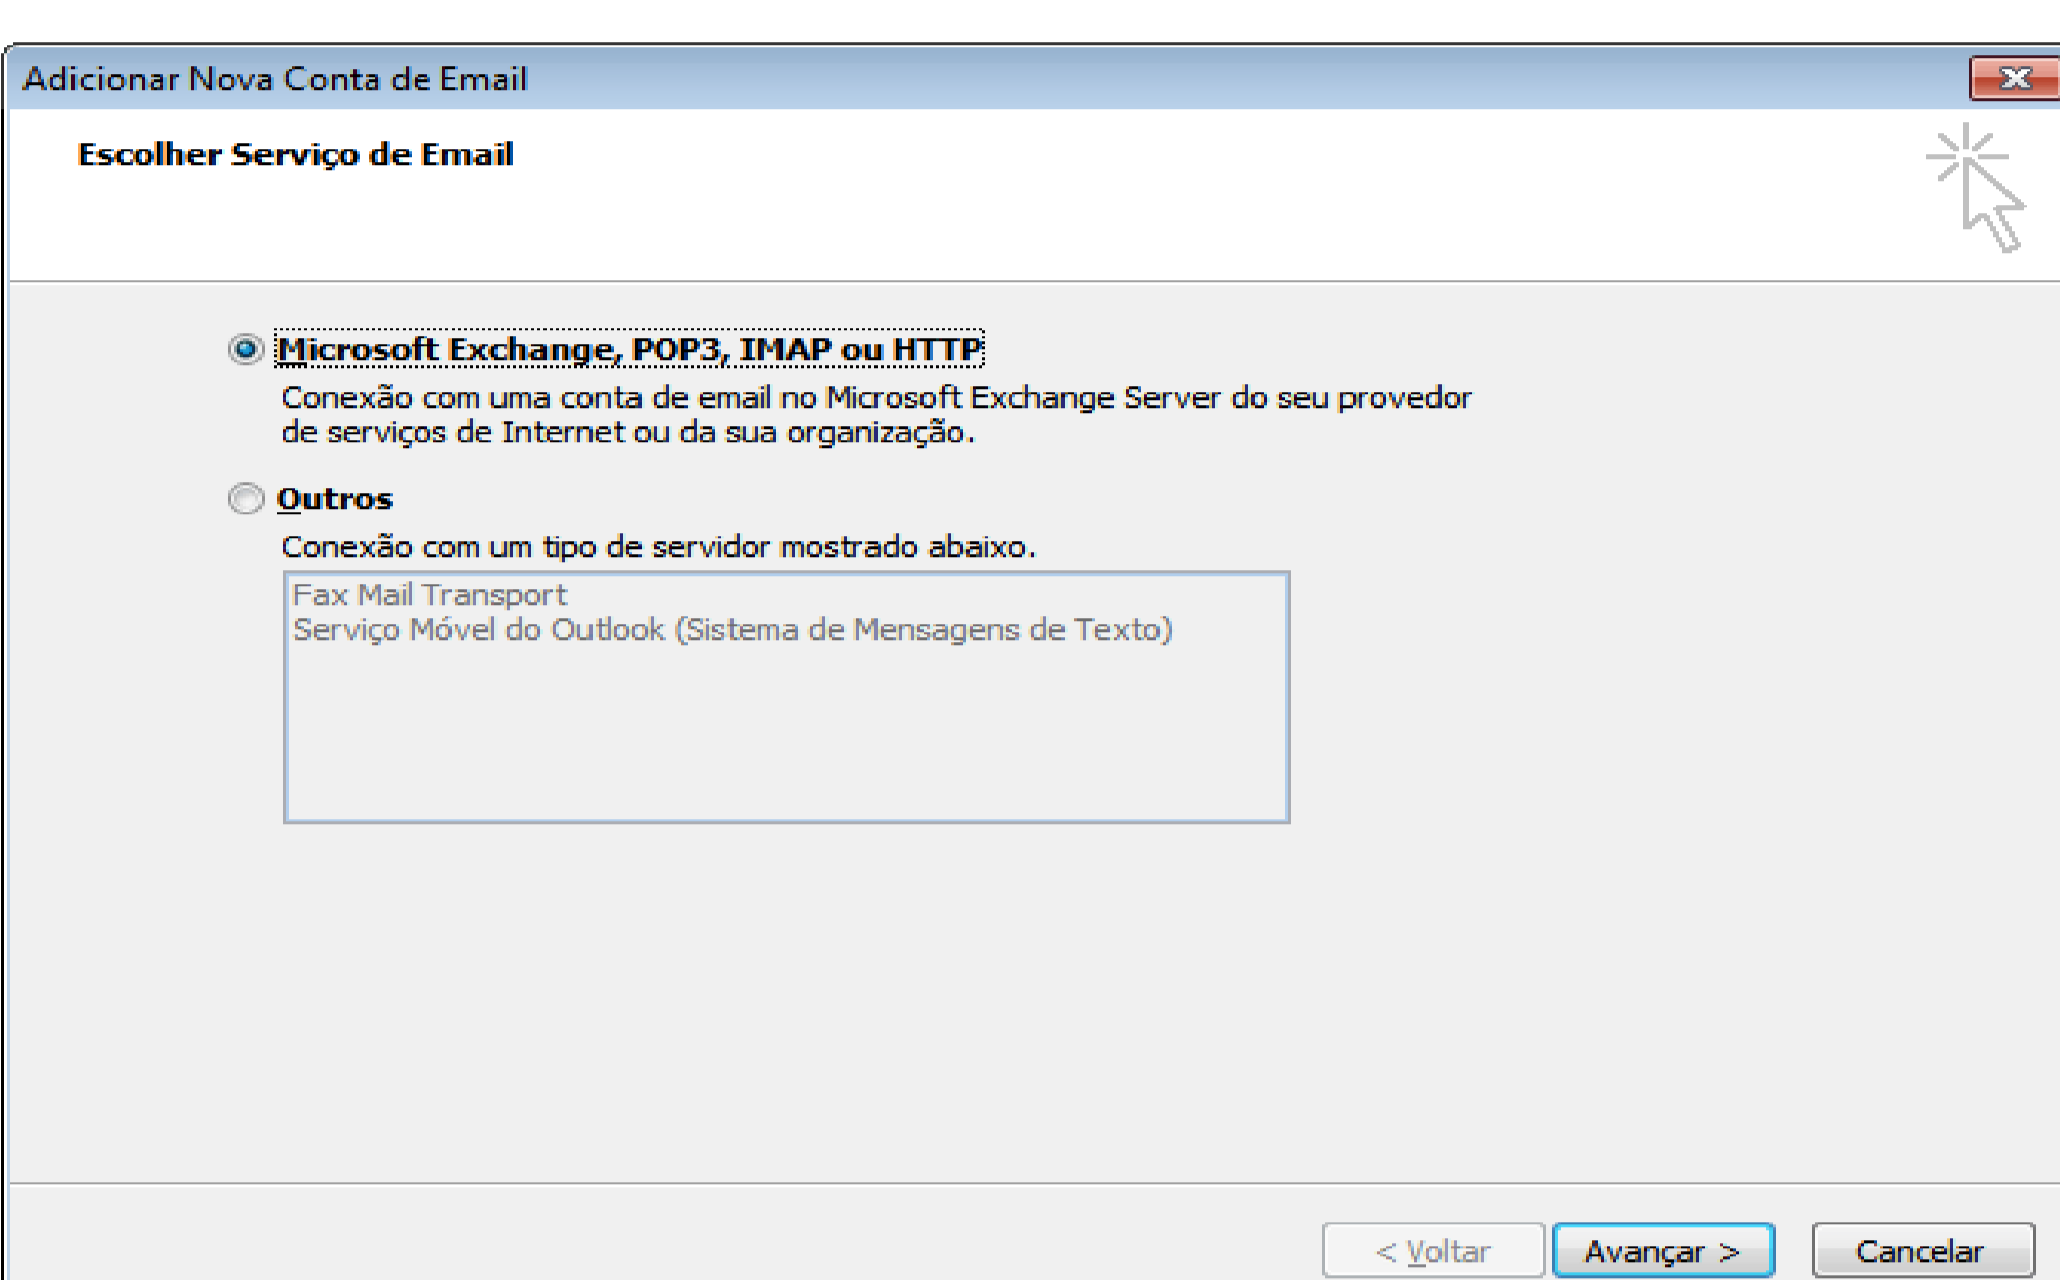 Adicionar Nova Conta de Email
Escolher Serviço de Email
Microsoft Exchange, POP3, IMAP ou HTTP
Conexão com uma conta de email no Microsoft Exchange Server do seu provedor
de serviços de Internet ou da sua organização.
Outros
Conexão com um tipo de servidor mostrado abaixo.
Fax Mail Transport
Serviço Móvel do Outlook (Sistema de Mensagens de Texto)
< Voltar
Avançar >
Cancelar